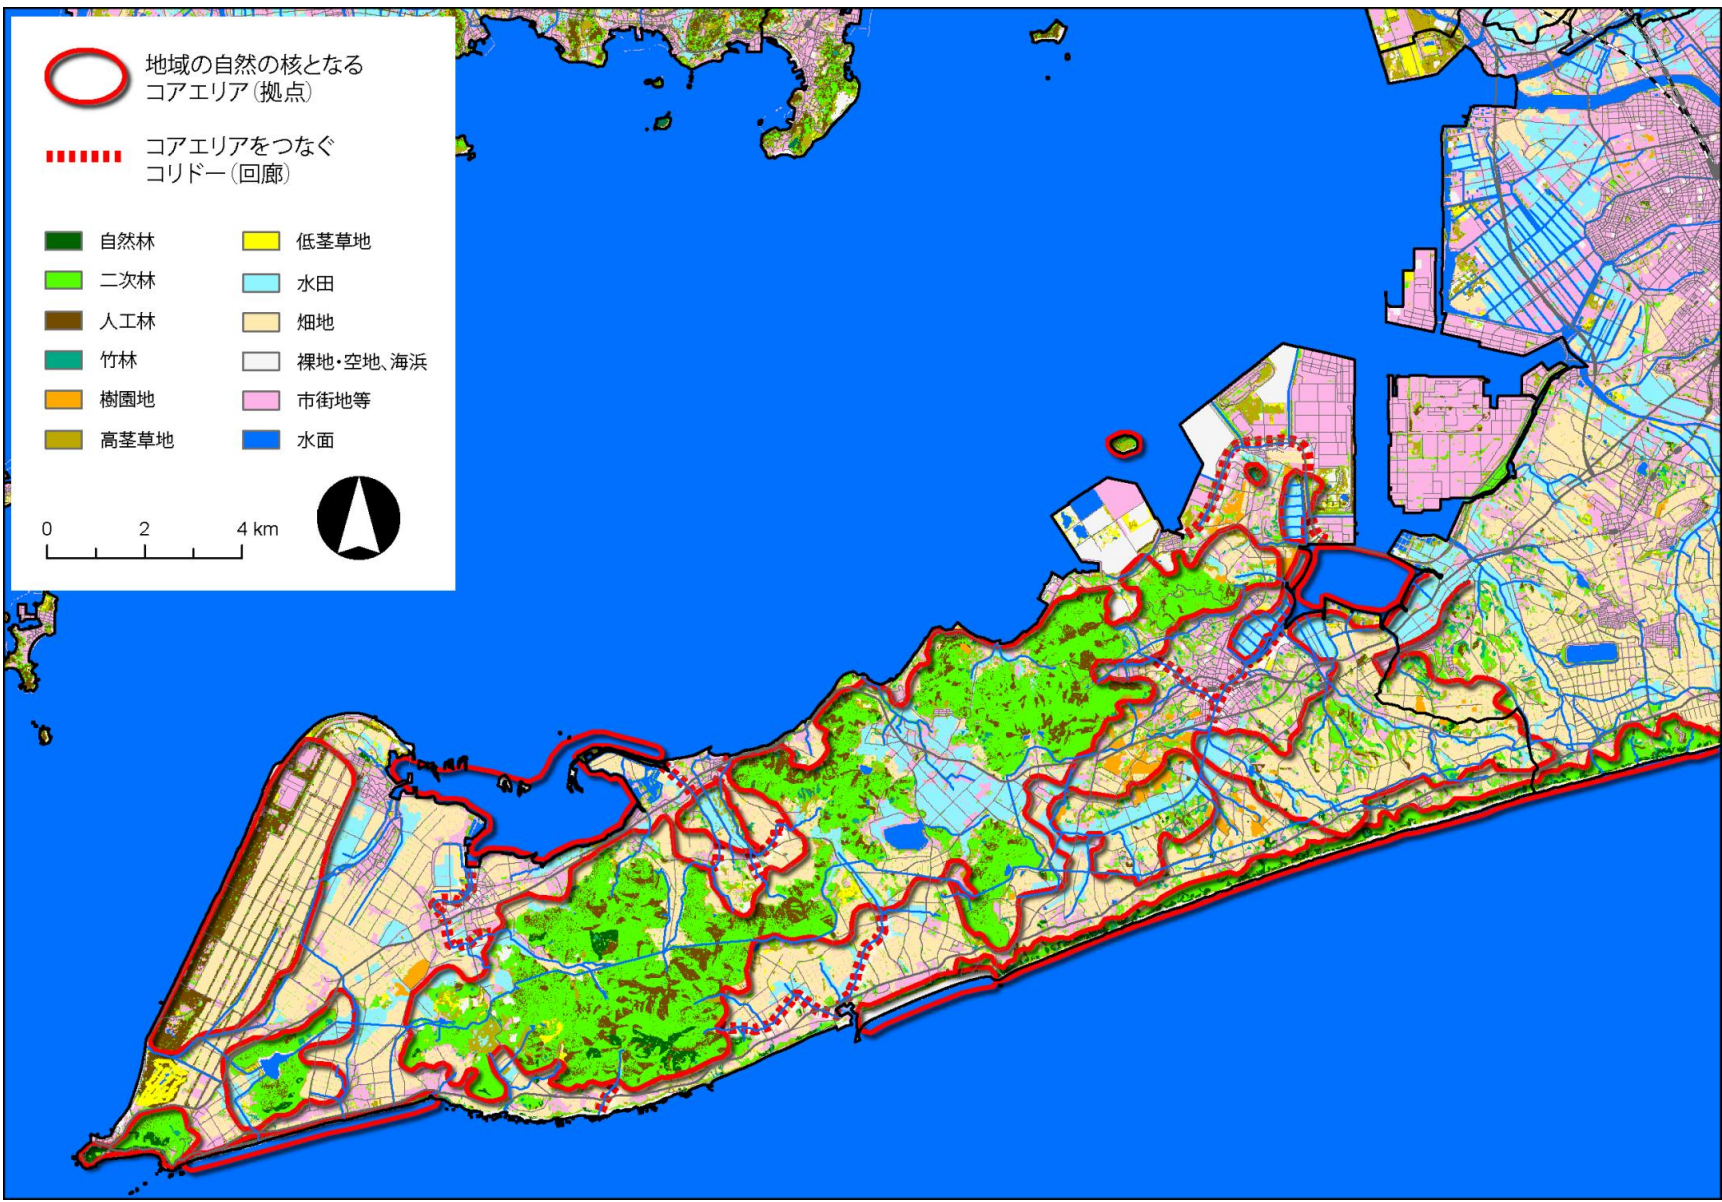 地域の自然の核となる
コアエリア(拠点)
コアエリアをつなぐ
コリドー(回廊)
自然林
二次林
人工林
竹林
樹園地
高茎草地
低茎草地
水田
畑地
裸地・空地、海浜
市街地等
水面
0 2 4 km